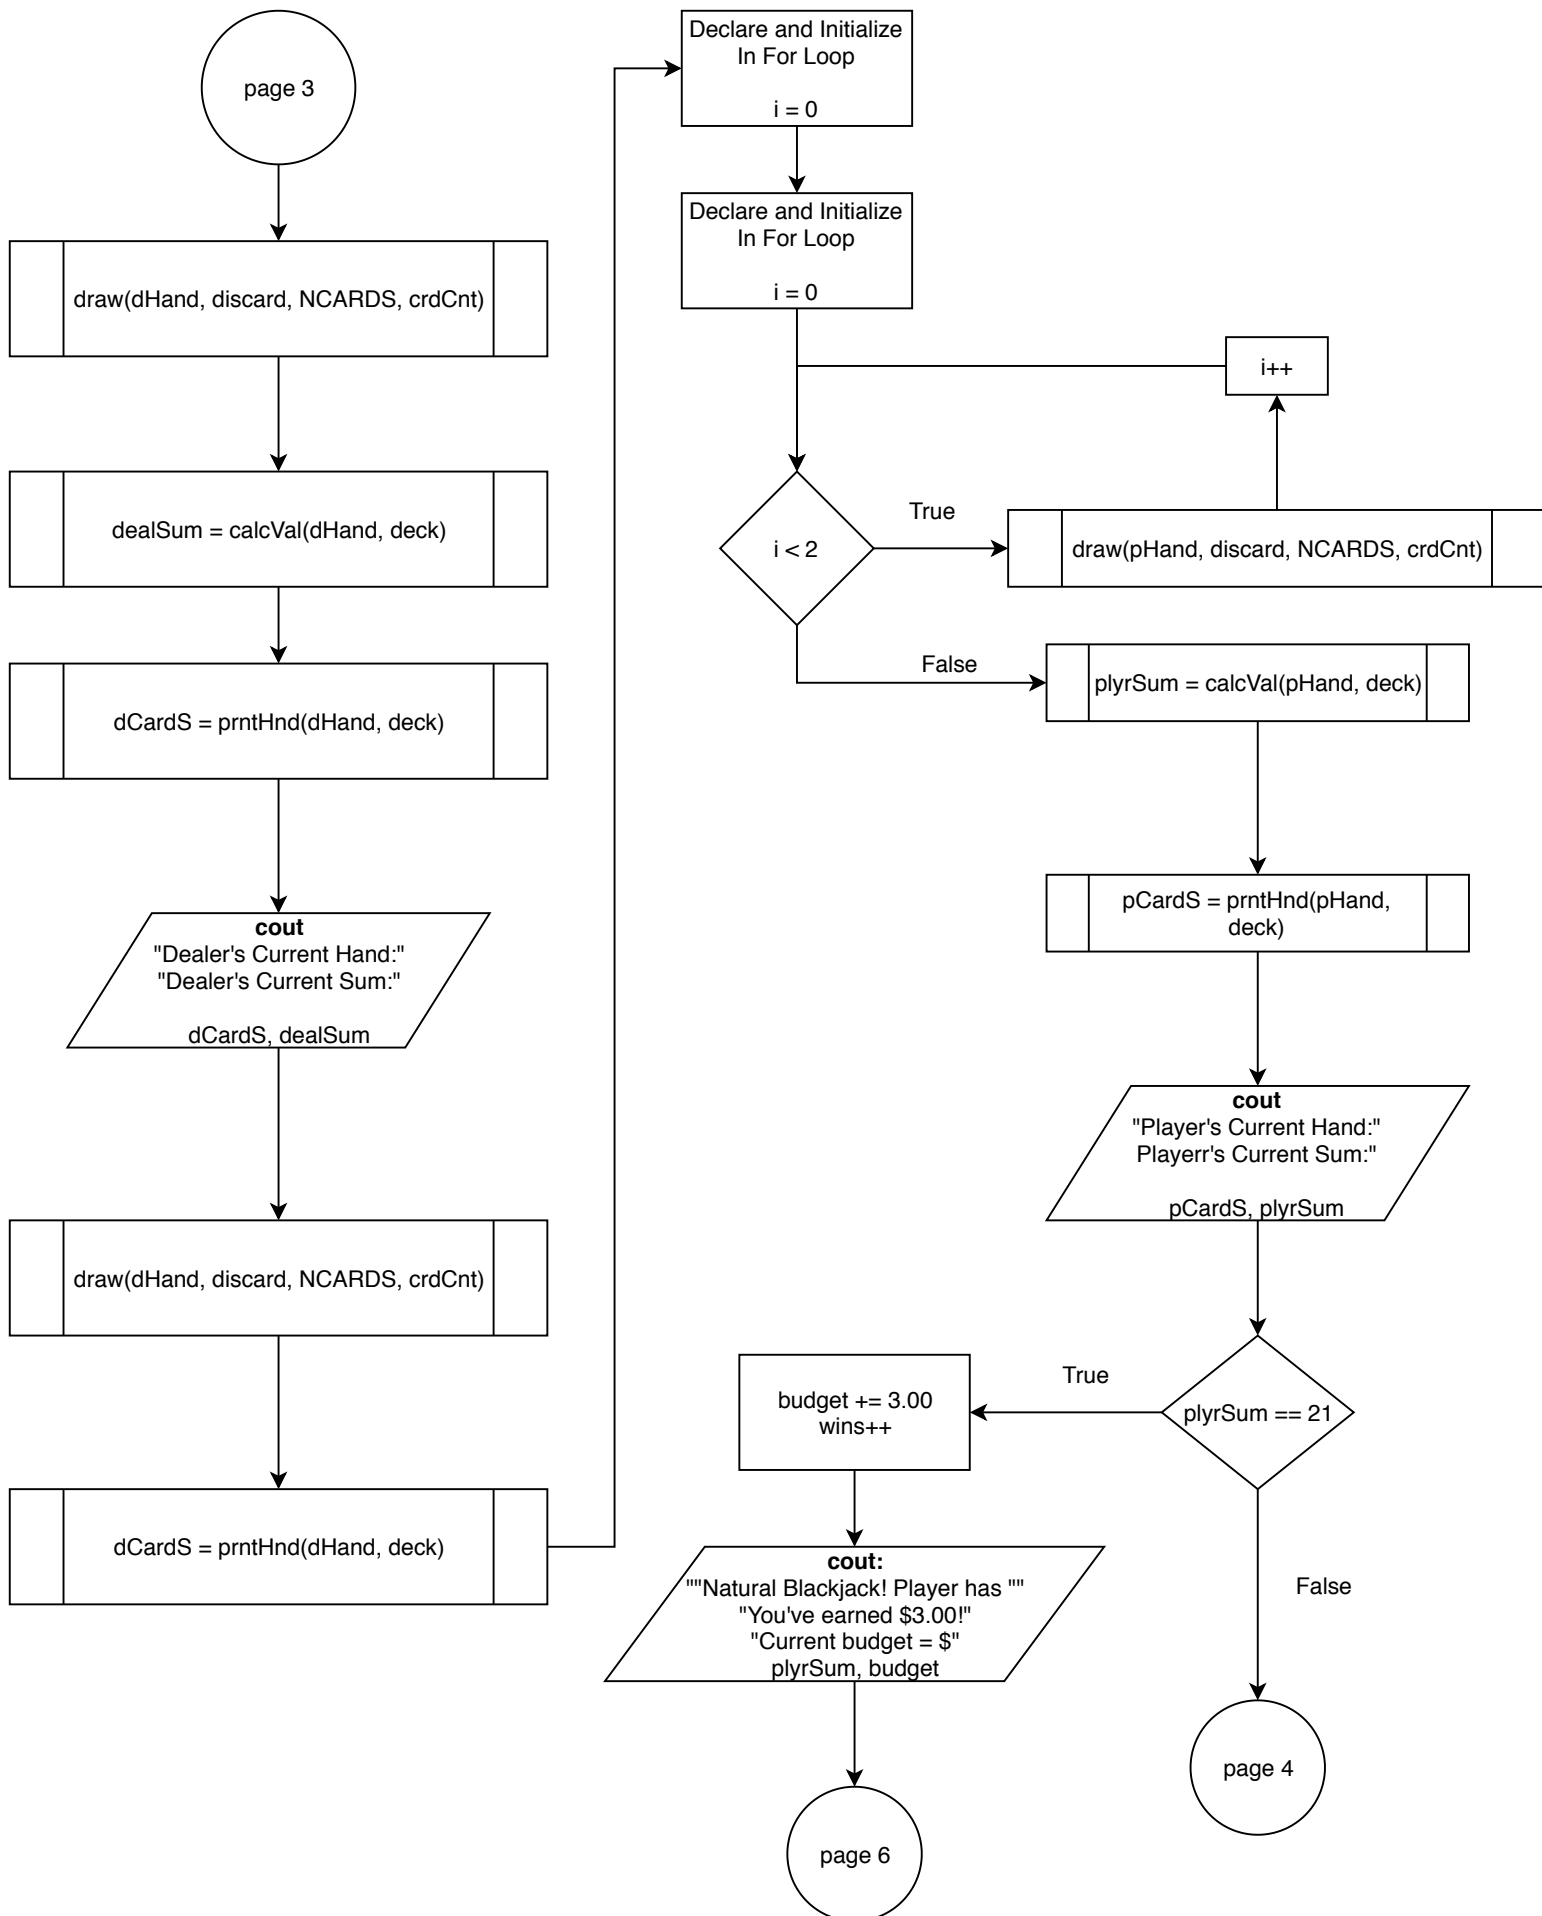 page 3
draw(dHand, discard, NCARDS, crdCnt)
dealSum = calcVal(dHand, deck)
dCardS = prntHnd(dHand, deck)
cout
"Dealer's Current Hand:"
"Dealer's Current Sum:"
dCardS, dealSum
draw(dHand, discard, NCARDS, crdCnt)
dCardS = prntHnd(dHand, deck)
Declare and Initialize
In For Loop
i = 0
Declare and Initialize
In For Loop
i = 0
i++
i < 2
True
draw(pHand, discard, NCARDS, crdCnt)
False
plyrSum = calcVal(pHand, deck)
pCardS = prntHnd(pHand,
deck)
cout
"Player's Current Hand:"
Playerr's Current Sum:"
pCardS, plyrSum
plyrSum == 21
True
budget += 3.00
wins++
cout:
""Natural Blackjack! Player has ""
"You've earned $3.00!"
"Current budget = $"
plyrSum, budget
page 6
False
page 4